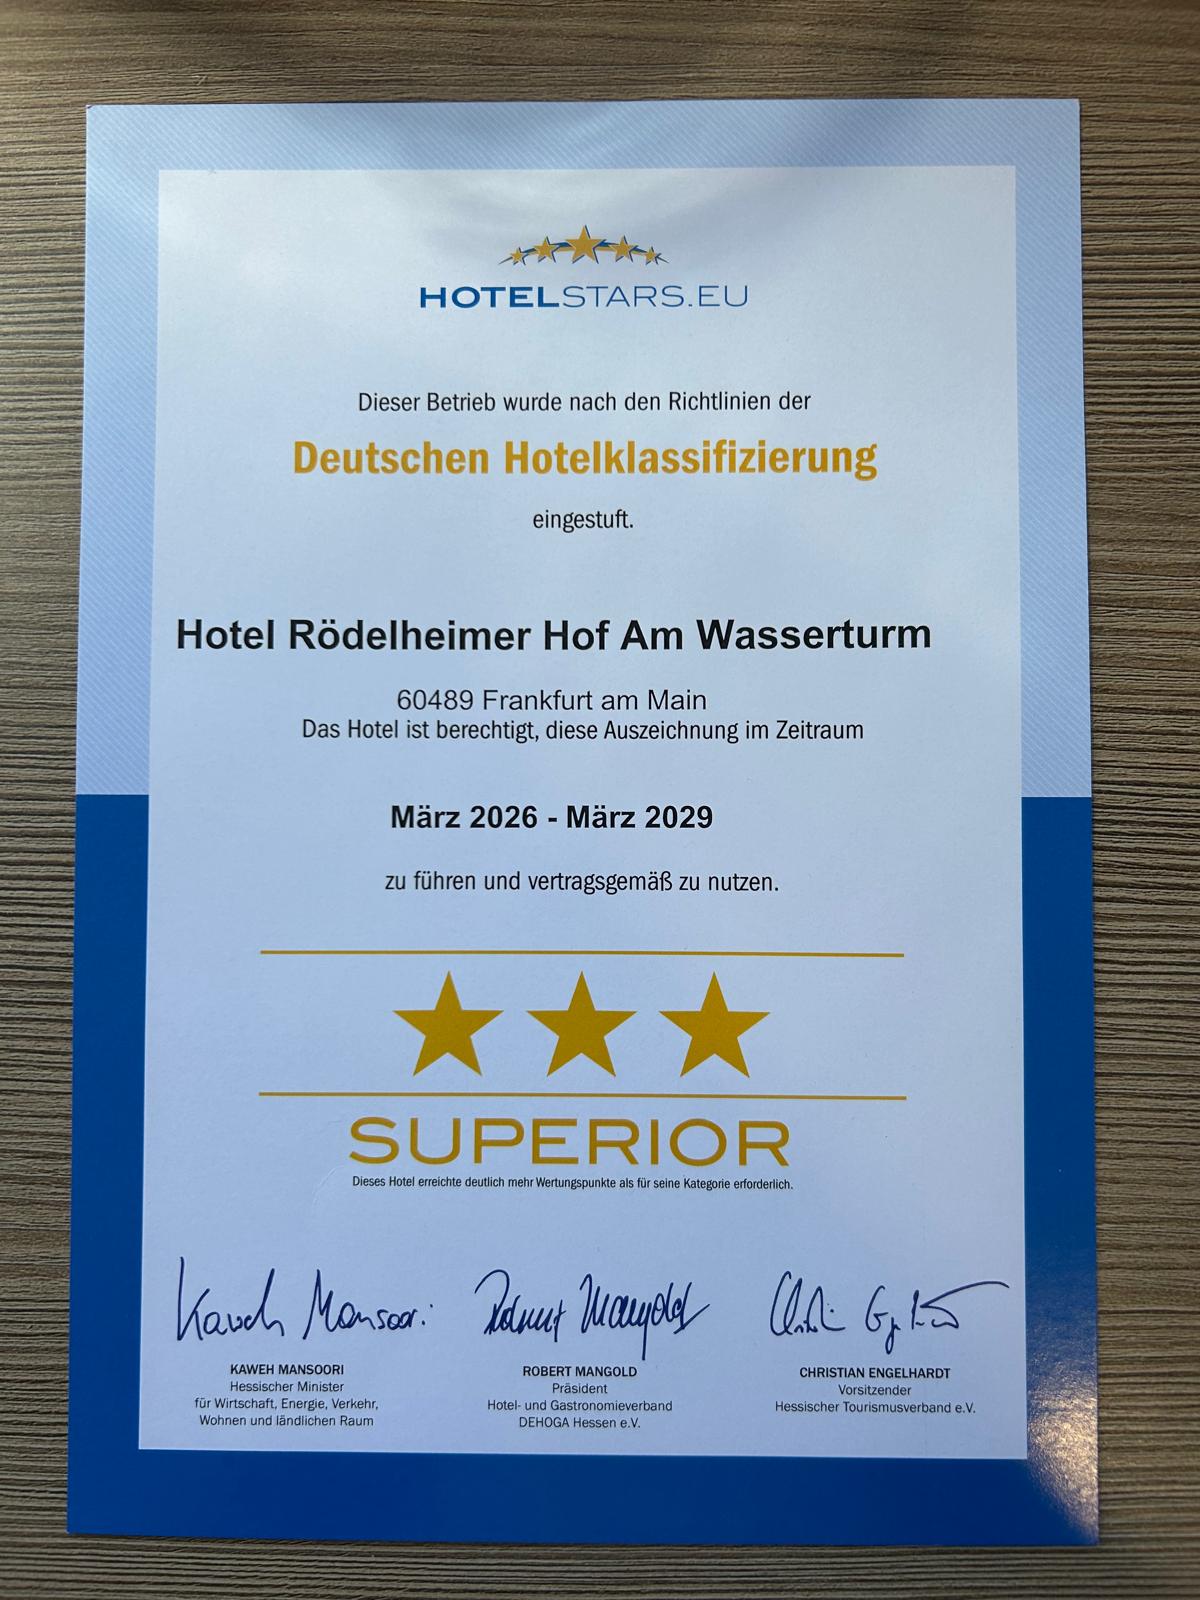 HOTELSTARS.EU
Dieser Betrieb wurde nach den Richtlinien der
Deutschen Hotelklassifizierung
eingestuft.
Hotel Rödelheimer Hof Am Wasserturm
60489 Frankfurt am Main
Das Hotel ist berechtigt, diese Auszeichnung im Zeitraum
März 2026 - März 2029
zu führen und vertragsgemäß zu nutzen.
SUPERIOR
Dieses Hotel erreichte deutlich mehr Wertungspunkte als für seine Kategorie erforderlich.
Kaweh Mansoori
KAWEH MANSOORI
Hessischer Minister
für Wirtschaft, Energie, Verkehr,
Wohnen und ländlichen Raum
Robert Mangold
ROBERT MANGOLD
Präsident
Hotel- und Gastronomieverband
DEHOGA Hessen e.V.
CHRISTIAN ENGELHARDT
Vorsitzender
Hessischer Tourismusverband e.V.